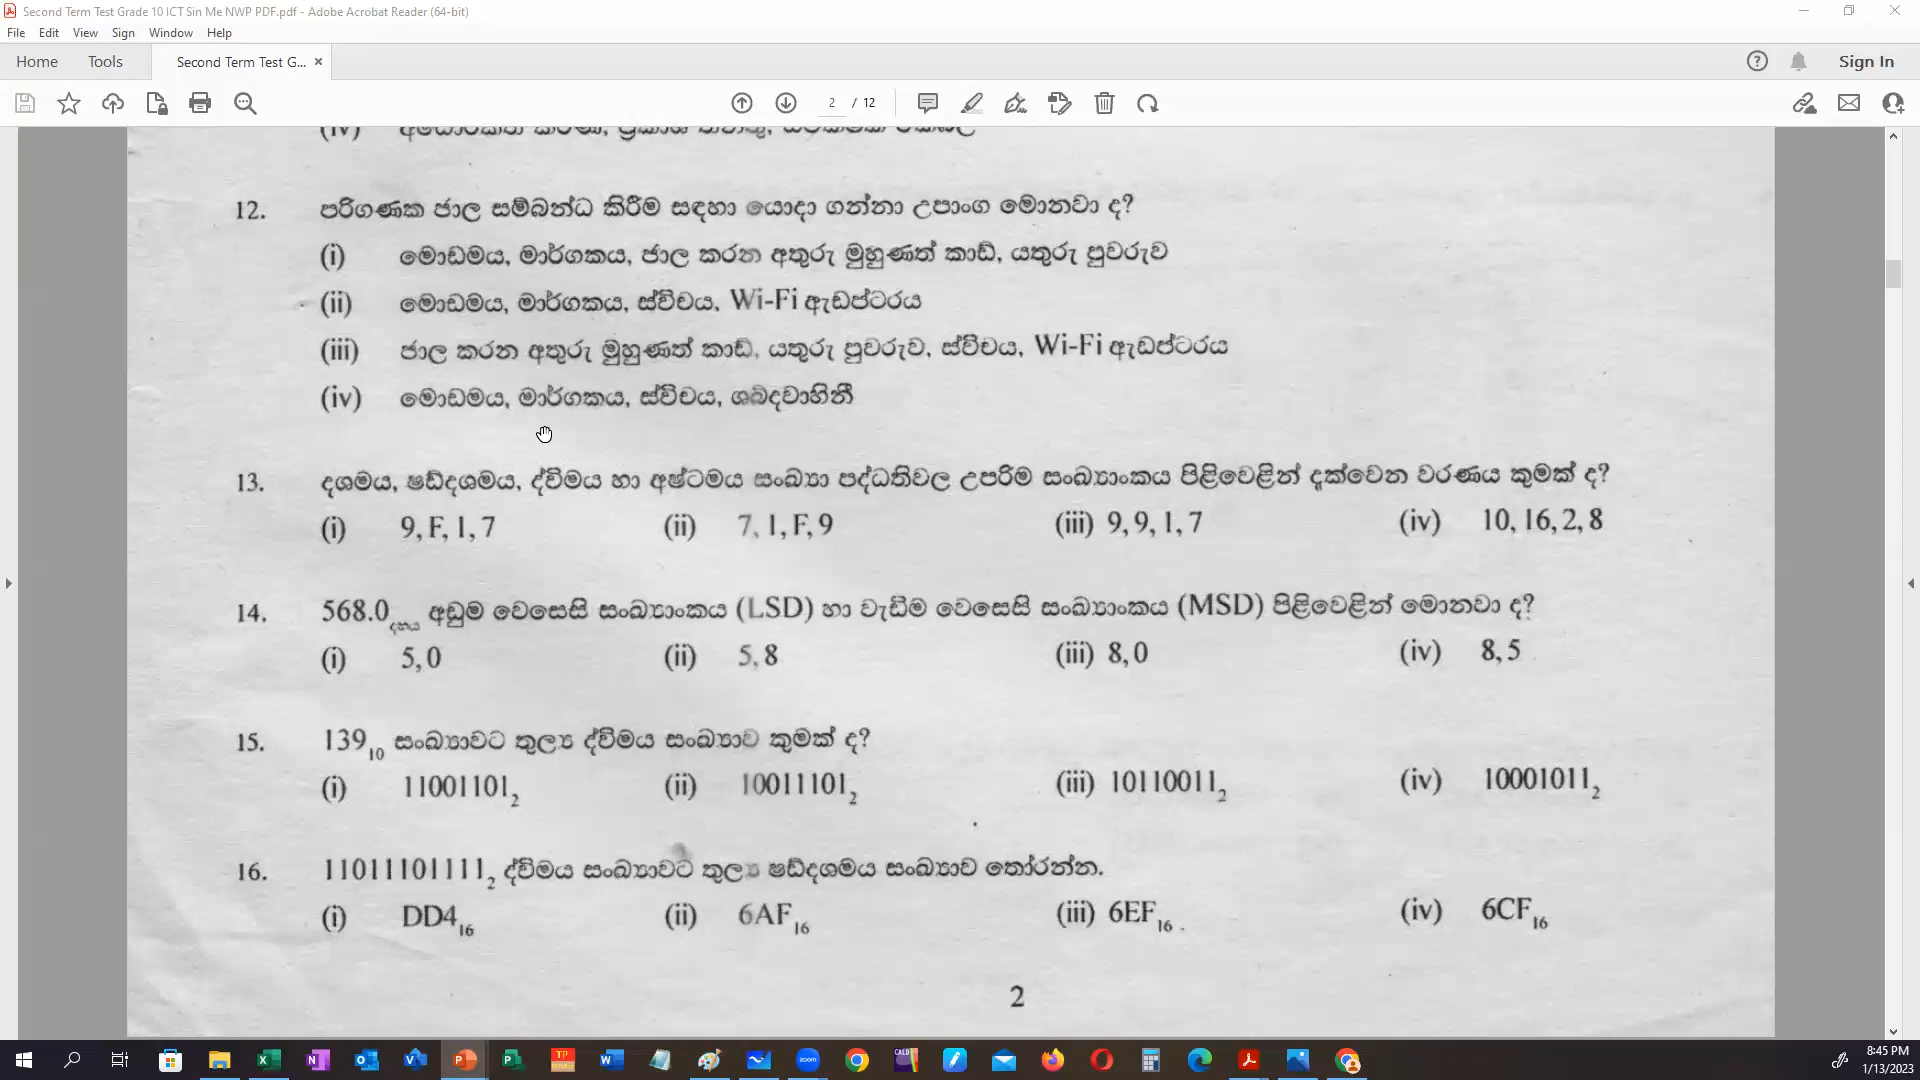 Second Term Test Grade 10 ICT Sin Me NWP PDF.pdf - Adobe Acrobat Reader (64-bit)
File Edit View Sign Window Help
Home Tools Second Term Test G... × Sign In
2 / 12
12. පරිගණක ජාල සම්බන්ධ කිරීම සඳහා යොදා ගන්නා උපාංග මොනවා ද?
(i) මොඩමය, මාර්ගකය, ජාල කරන අතුරු මුහුණත් කාඩ්, යතුරු පුවරුව
(ii) මොඩමය, මාර්ගකය, ස්විචය, Wi-Fi ඇඩප්ටරය
(iii) ජාල කරන අතුරු මුහුණත් කාඩ්, යතුරු පුවරුව, ස්විචය, Wi-Fi ඇඩප්ටරය
(iv) මොඩමය, මාර්ගකය, ස්විචය, ශබ්දවාහිනී
13. දශමය, ෂඩ්දශමය, ද්විමය හා අෂ්ටමය සංඛ්‍යා පද්ධතිවල උපරිම සංඛ්‍යාංකය පිළිවෙළින් දැක්වෙන වරණය කුමක් ද?
(i) 9, F, 1, 7 (ii) 7, 1, F, 9 (iii) 9, 9, 1, 7 (iv) 10, 16, 2, 8
14. 568.0 අඩුම වෙසෙසි සංඛ්‍යාංකය (LSD) හා වැඩිම වෙසෙසි සංඛ්‍යාංකය (MSD) පිළිවෙළින් මොනවා ද?
(i) 5, 0 (ii) 5, 8 (iii) 8, 0 (iv) 8, 5
15. 139₁₀ සංඛ්‍යාවට තුල්‍ය ද්විමය සංඛ්‍යාව කුමක් ද?
(i) 11001101₂ (ii) 10011101₂ (iii) 10110011₂ (iv) 10001011₂
16. 11011101111₂ ද්විමය සංඛ්‍යාවට තුල්‍ය ෂඩ්දශමය සංඛ්‍යාව තෝරන්න.
(i) DD4₁₆ (ii) 6AF₁₆ (iii) 6EF₁₆ (iv) 6CF₁₆
2
8:45 PM
1/13/2023